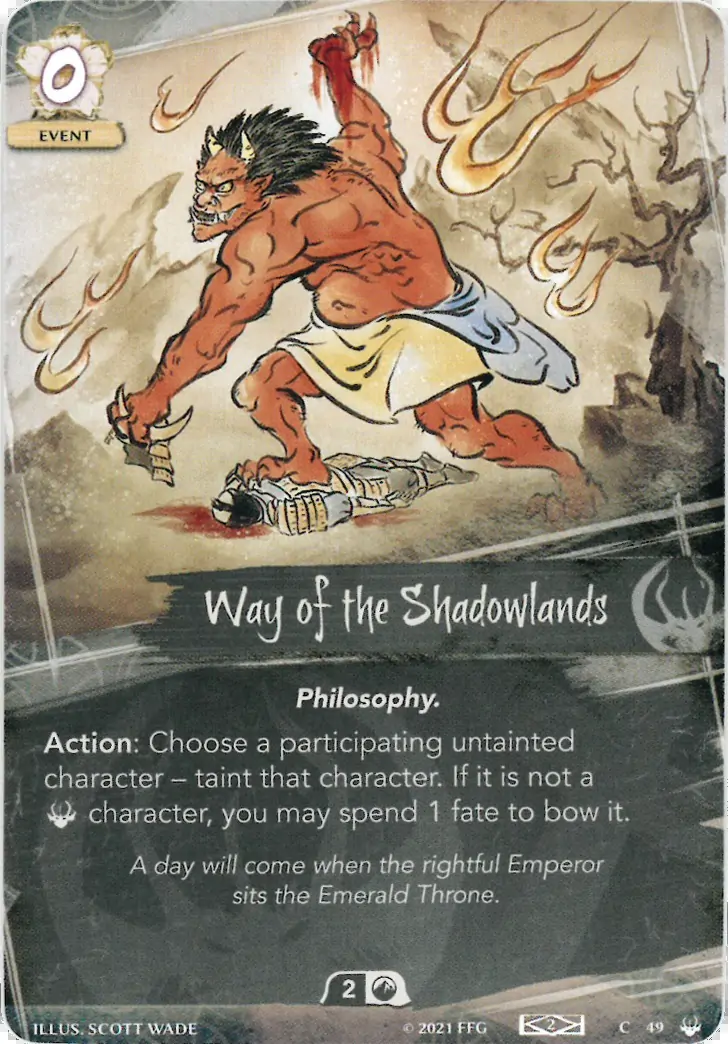 0
EVENT
Way of the Shadowlands
Philosophy.
Action: Choose a participating untainted
character – taint that character. If it is not a
character, you may spend 1 fate to bow it.
A day will come when the rightful Emperor
sits the Emerald Throne.
2
ILLUS. SCOTT WADE © 2021 FFG 2 C 49